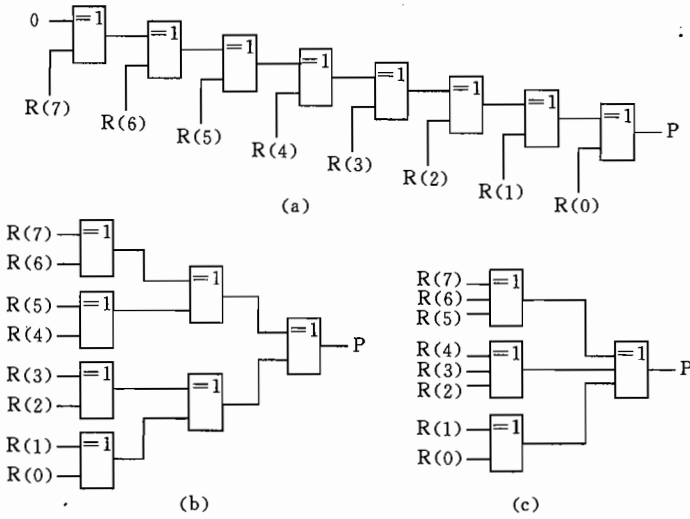 0 =1
=1
=1
=1
=1
=1
=1
=1
P
R(7)
R(6)
R(5)
R(4)
R(3)
R(2)
R(1)
R(0)
(a)
R(7) =1
R(6)
=1
R(5) =1
R(4)
=1
P
R(3) =1
R(2)
=1
R(1) =1
R(0)
(b)
R(7) =1
R(6)
R(5)
R(4) =1
R(3)
R(2)
=1
P
R(1) =1
R(0)
(c)